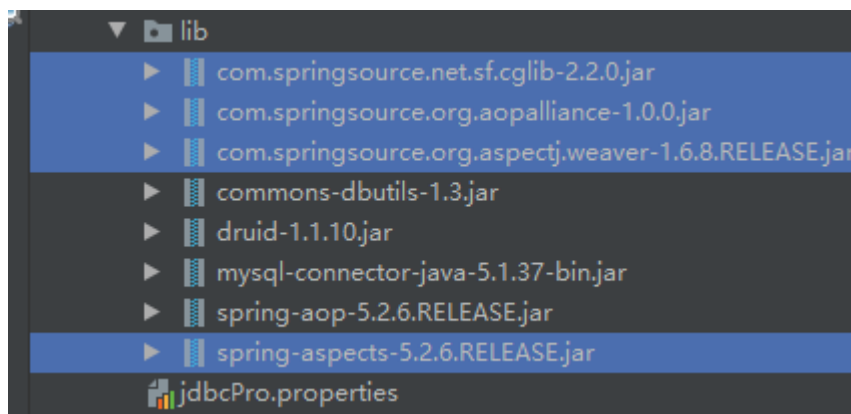 lib
com.springsource.net.sf.cglib-2.2.0.jar
com.springsource.org.aopalliance-1.0.0.jar
com.springsource.org.aspectj.weaver-1.6.8.RELEASE.jar
commons-dbutils-1.3.jar
druid-1.1.10.jar
mysql-connector-java-5.1.37-bin.jar
spring-aop-5.2.6.RELEASE.jar
spring-aspects-5.2.6.RELEASE.jar
jdbcPro.properties